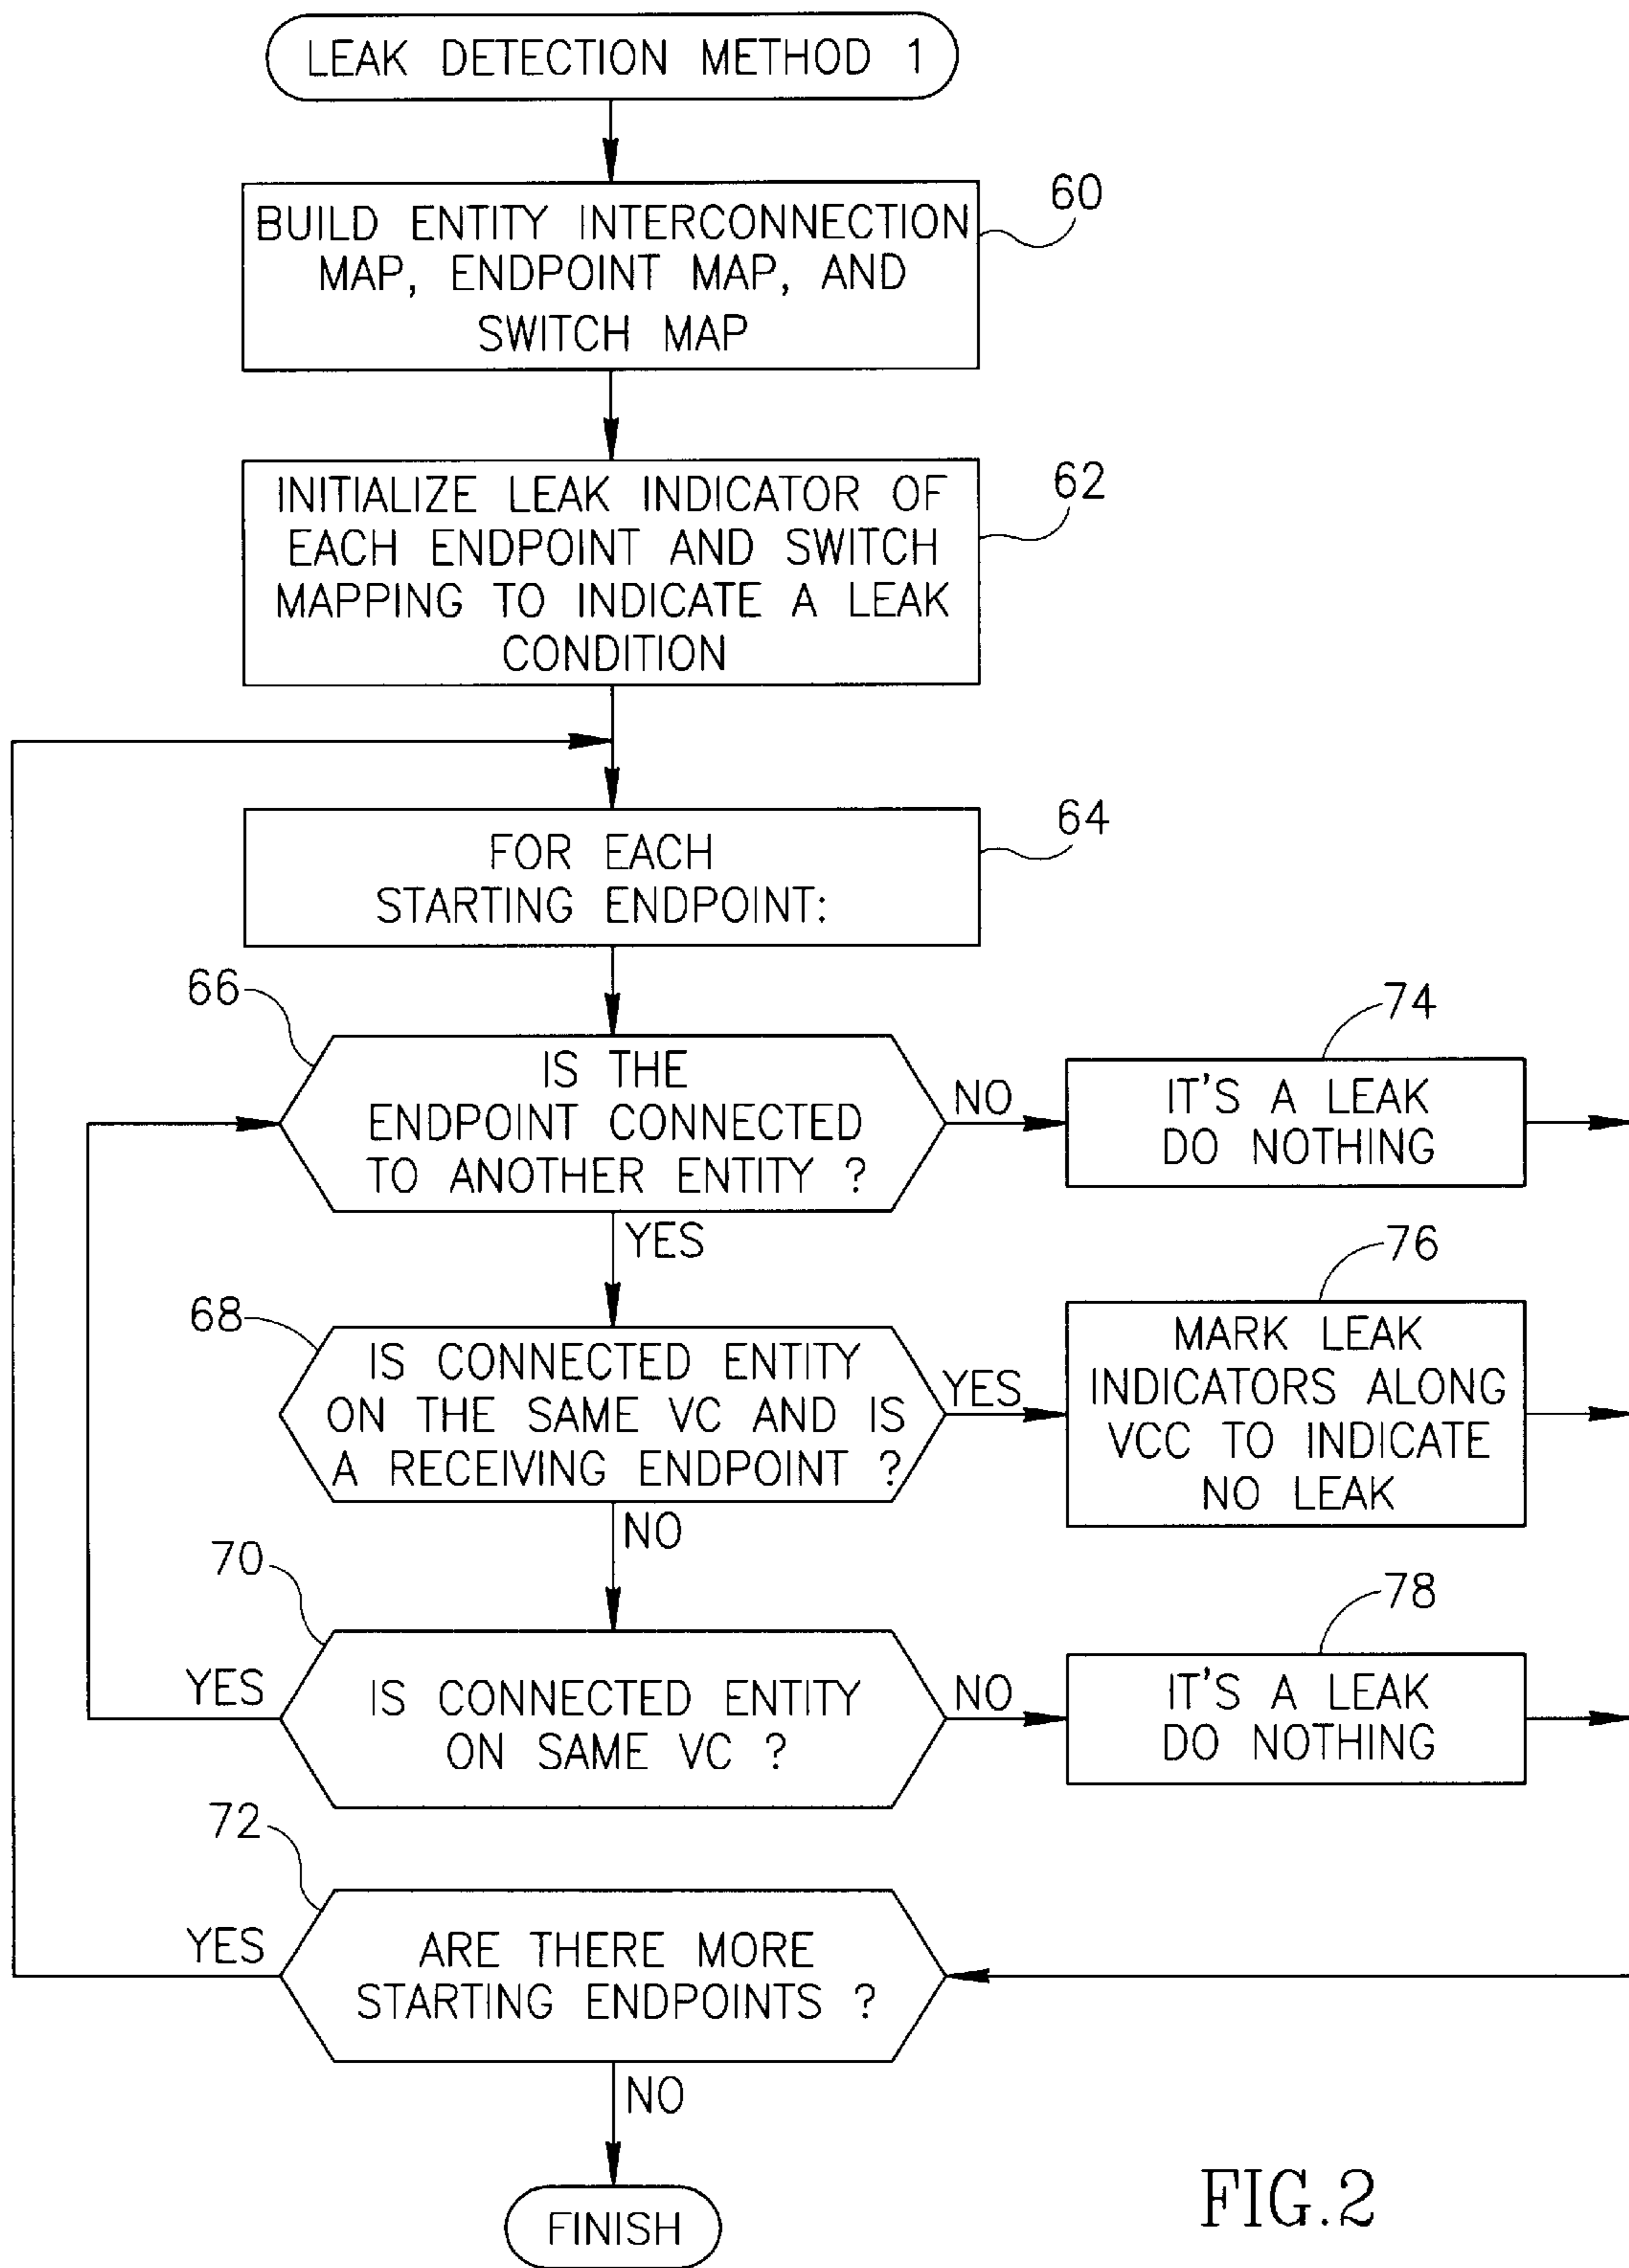 LEAK DETECTION METHOD 1
60
BUILD ENTITY INTERCONNECTION
MAP, ENDPOINT MAP, AND
SWITCH MAP
62
INITIALIZE LEAK INDICATOR OF
EACH ENDPOINT AND SWITCH
MAPPING TO INDICATE A LEAK
CONDITION
64
FOR EACH
STARTING ENDPOINT:
66
IS THE
ENDPOINT CONNECTED
TO ANOTHER ENTITY ?
NO
74
IT'S A LEAK
DO NOTHING
YES
68
IS CONNECTED ENTITY
ON THE SAME VC AND IS
A RECEIVING ENDPOINT ?
YES
76
MARK LEAK
INDICATORS ALONG
VCC TO INDICATE
NO LEAK
NO
70
YES
IS CONNECTED ENTITY
ON SAME VC ?
NO
78
IT'S A LEAK
DO NOTHING
72
YES
ARE THERE MORE
STARTING ENDPOINTS ?
NO
FINISH
FIG.2